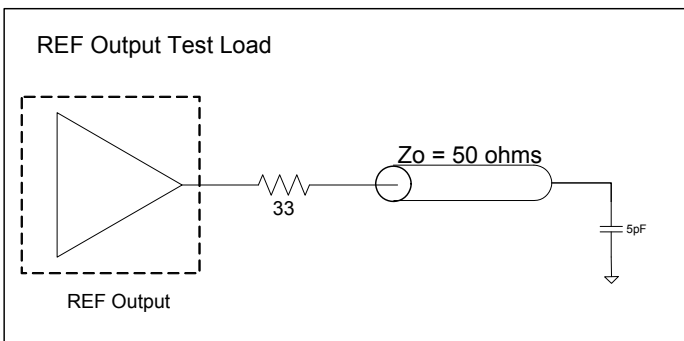 REF Output Test Load
Zo = 50 ohms
33
5pF
REF Output